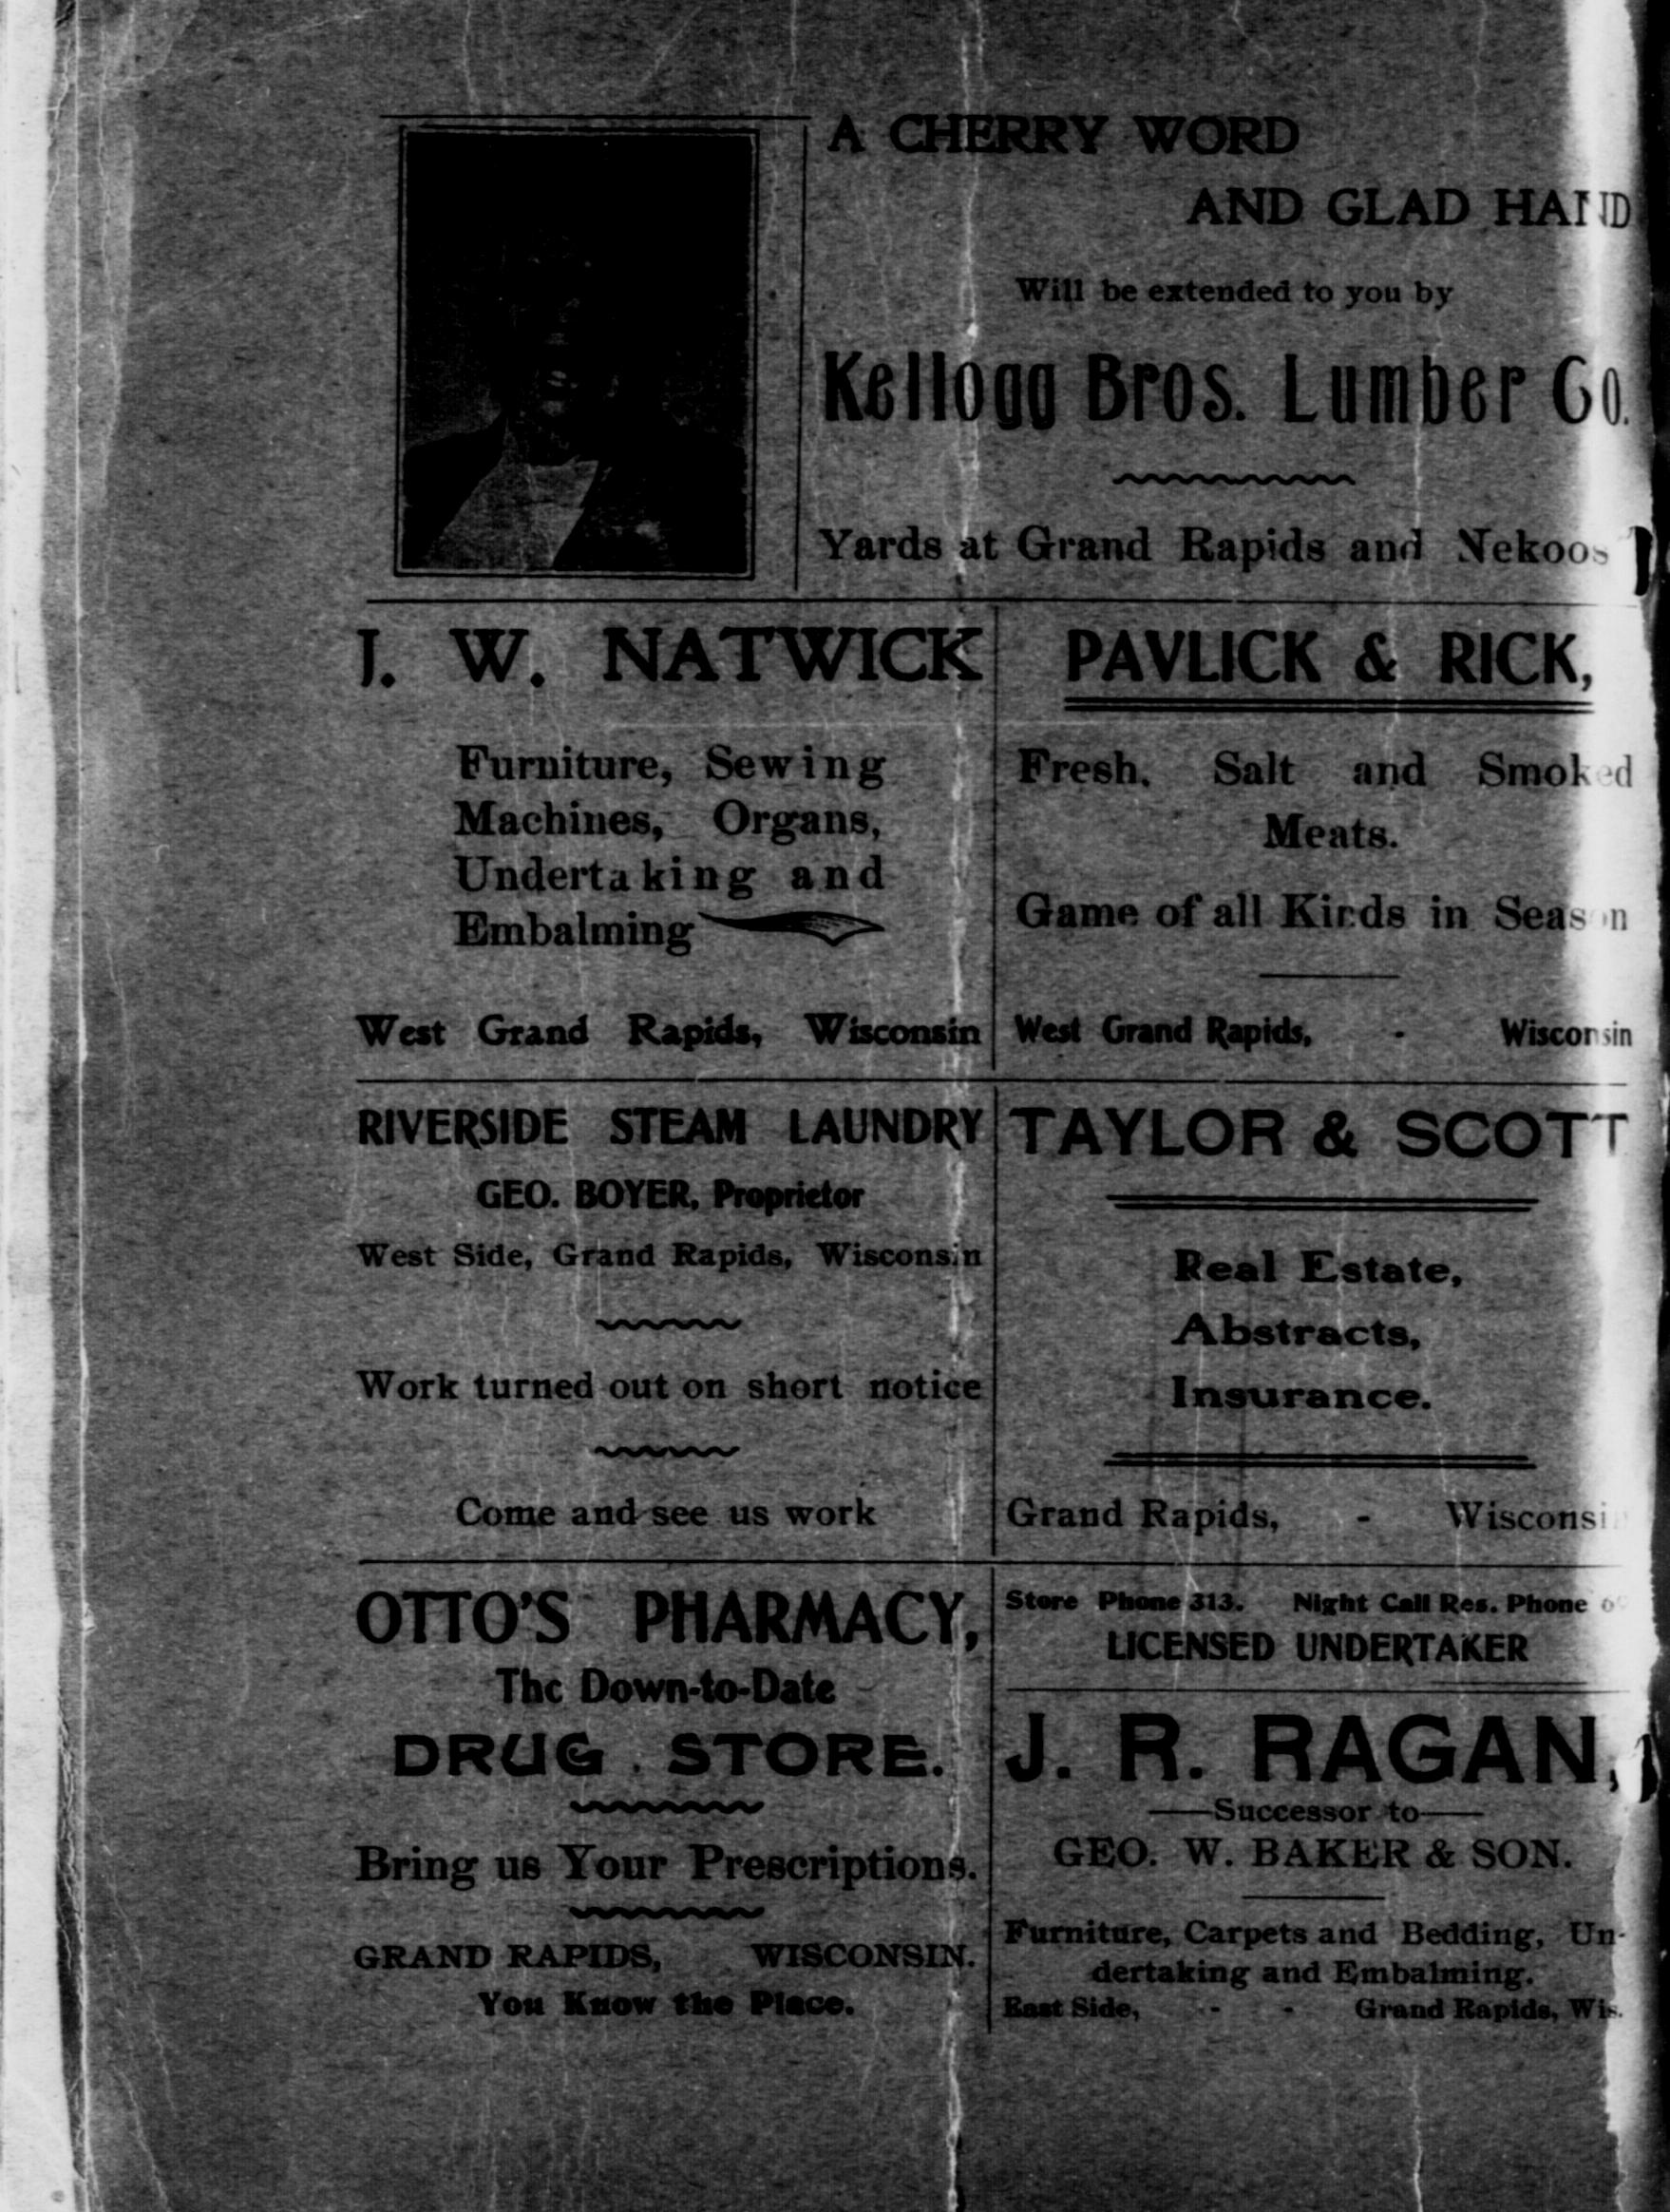 A CHERRY WORD
AND GLAD HAND
Will be extended to you by
Kellogg Bros. Lumber Co.
Yards at Grand Rapids and Nekoos
J. W. NATWICK
Furniture, Sewing
Machines, Organs,
Undertaking and
Embalming
West Grand Rapids, Wisconsin
PAVLICK & RICK,
Fresh, Salt and Smoked
Meats.
Game of all Kinds in Season
West Grand Rapids, - Wisconsin
RIVERSIDE STEAM LAUNDRY
GEO. BOYER, Proprietor
West Side, Grand Rapids, Wisconsin
Work turned out on short notice
Come and see us work
TAYLOR & SCOTT
Real Estate,
Abstracts,
Insurance.
Grand Rapids, - Wisconsin
OTTO'S PHARMACY,
The Down-to-Date
DRUG STORE.
Bring us Your Prescriptions.
GRAND RAPIDS, WISCONSIN.
You Know the Place.
Store Phone 313. Night Call Res. Phone
LICENSED UNDERTAKER
J. R. RAGAN,
Successor to
GEO. W. BAKER & SON.
Furniture, Carpets and Bedding, Un-
dertaking and Embalming.
East Side, - - Grand Rapids, Wis.